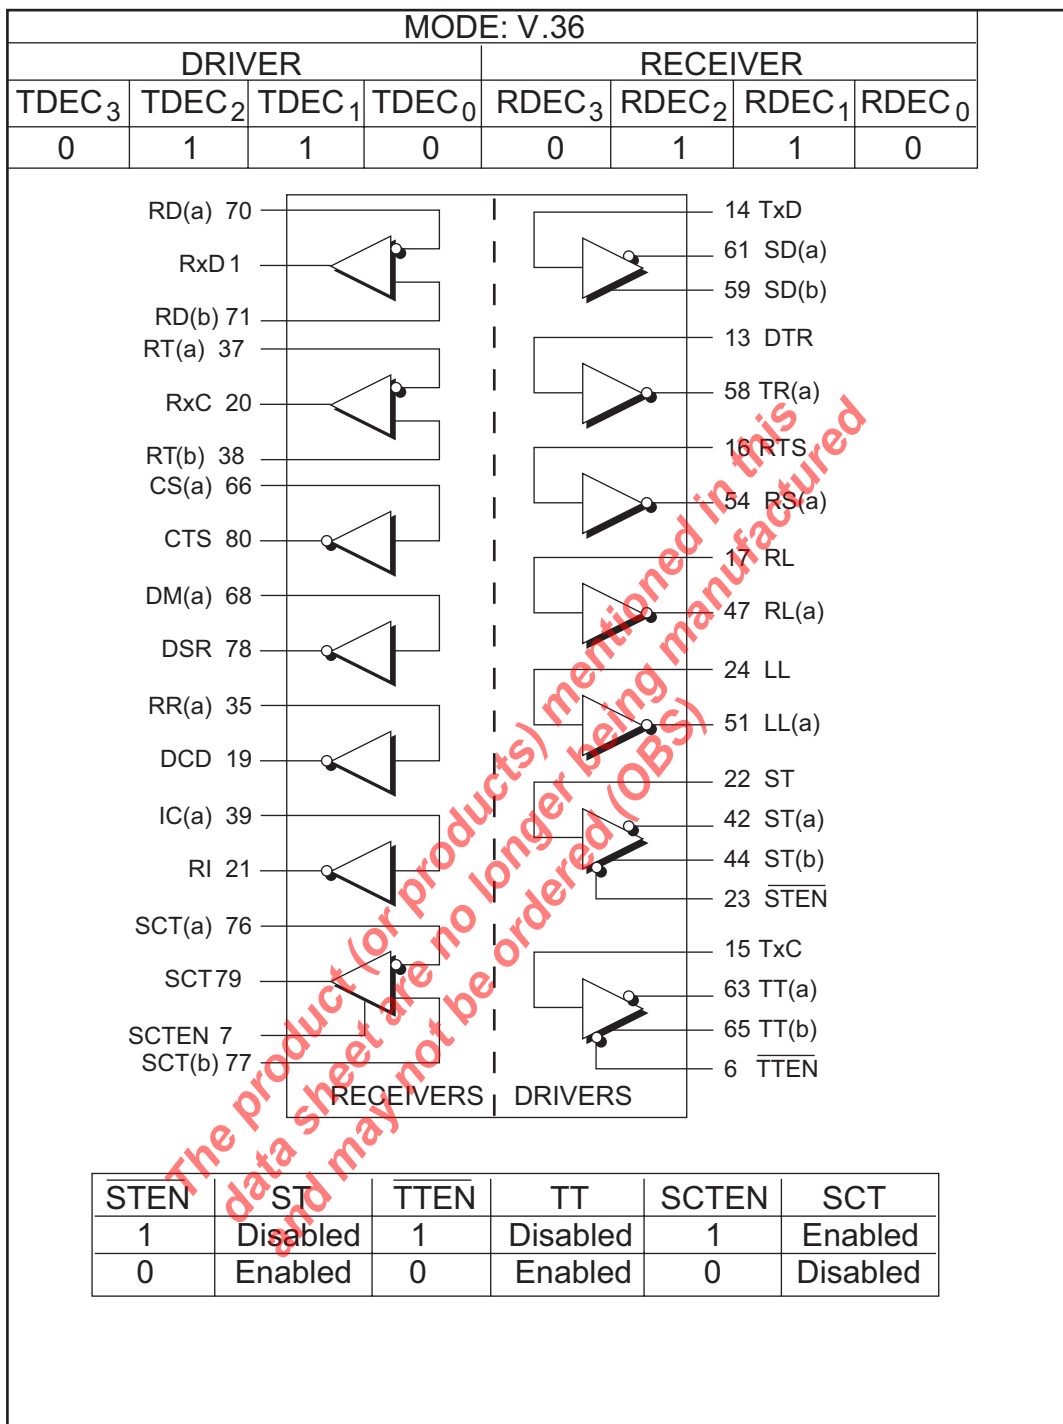 MODE: V.36
DRIVER RECEIVER
TDEC3 TDEC2 TDEC1 TDEC0 RDEC3 RDEC2 RDEC1 RDEC0
0 1 1 0 0 1 1 0
RD(a) 70
RxD 1
RD(b) 71
RT(a) 37
RxC 20
RT(b) 38
CS(a) 66
CTS 80
DM(a) 68
DSR 78
RR(a) 35
DCD 19
IC(a) 39
RI 21
SCT(a) 76
SCT 79
SCTEN 7
SCT(b) 77
14 TxD
61 SD(a)
59 SD(b)
13 DTR
58 TR(a)
16 RTS
54 RS(a)
17 RL
47 RL(a)
24 LL
51 LL(a)
22 ST
42 ST(a)
44 ST(b)
23 S̅T̅E̅N̅
15 TxC
63 TT(a)
65 TT(b)
6 T̅T̅E̅N̅
RECEIVERS DRIVERS
The product (or products) mentioned in this
data sheet are no longer being manufactured
and may not be ordered (OBS)
S̅T̅E̅N̅ ST T̅T̅E̅N̅ TT SCTEN SCT
1 Disabled 1 Disabled 1 Enabled
0 Enabled 0 Enabled 0 Disabled